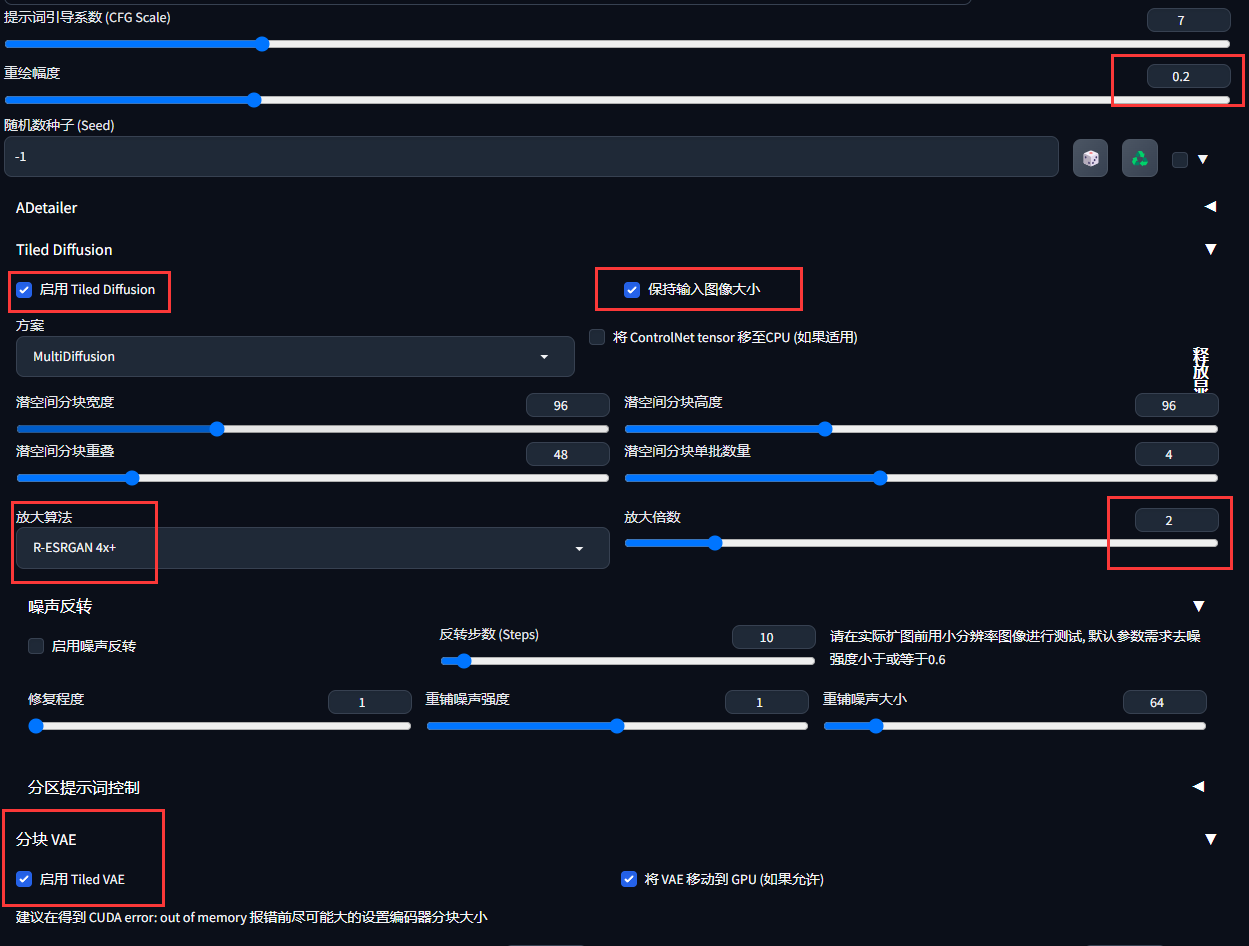 提示词引导系数 (CFG Scale)
7
重绘幅度
0.2
随机数种子 (Seed)
-1
ADetailer
Tiled Diffusion
启用 Tiled Diffusion
保持输入图像大小
方案
MultiDiffusion
将 ControlNet tensor 移至CPU (如果适用)
释放显
潜空间分块宽度
96
潜空间分块高度
96
潜空间分块重叠
48
潜空间分块单批数量
4
放大算法
R-ESRGAN 4x+
放大倍数
2
噪声反转
启用噪声反转
反转步数 (Steps)
10
请在实际扩图前用小分辨率图像进行测试, 默认参数需求去噪
强度小于或等于0.6
修复程度
1
重铺噪声强度
1
重铺噪声大小
64
分区提示词控制
分块 VAE
启用 Tiled VAE
将 VAE 移动到 GPU (如果允许)
建议在得到 CUDA error: out of memory 报错前尽可能大的设置编码器分块大小